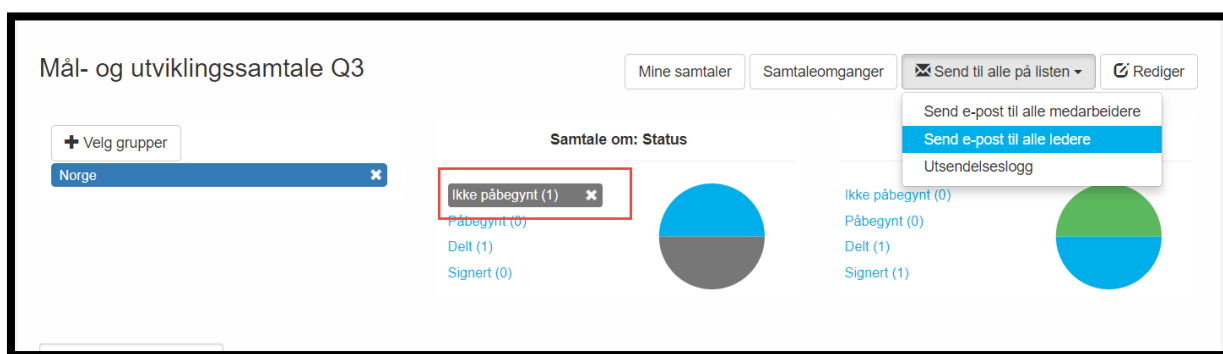 Mål- og utviklingssamtale Q3
Mine samtaler
Samtaleomganger
Send til alle på listen
Rediger
Send e-post til alle medarbeidere
Send e-post til alle ledere
Utsendelseslogg
Velg grupper
Norge
Samtale om: Status
Ikke påbegynt (1)
Påbegynt (0)
Delt (1)
Signert (0)
Ikke påbegynt (0)
Påbegynt (0)
Delt (1)
Signert (1)